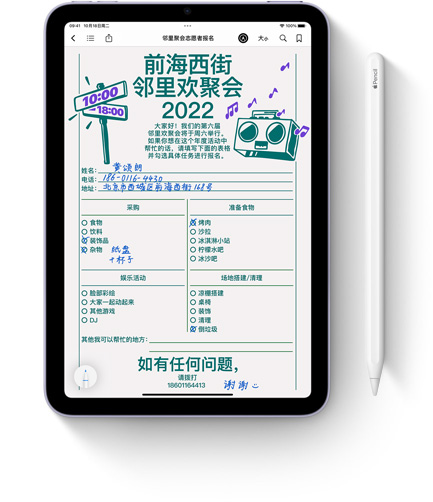 09:41 10月18日周二
100%
邻里聚会志愿者报名
大小
前海西街
邻里欢聚会
2022
10:00
—18:00
大家好！我们的第六届
邻里欢聚会将于周六举行。
如果你想在这个年度活动中
帮忙的话，请填写下面的表格
并勾选具体任务进行报名。
姓名：黄颂朗
电话：186-0116-4430
地址：北京市西城区前海西街168号
采购
食物
饮料
装饰品
杂物 纸盘
+杯子
准备食物
烤肉
沙拉
冰淇淋小站
柠檬水吧
冰沙吧
娱乐活动
脸部彩绘
大家一起动起来
其他游戏
DJ
场地搭建/清理
凉棚搭建
桌椅
装饰
清理
倒垃圾
其他我可以帮忙的地方：
如有任何问题，
请拨打
18601164413
谢谢
Pencil